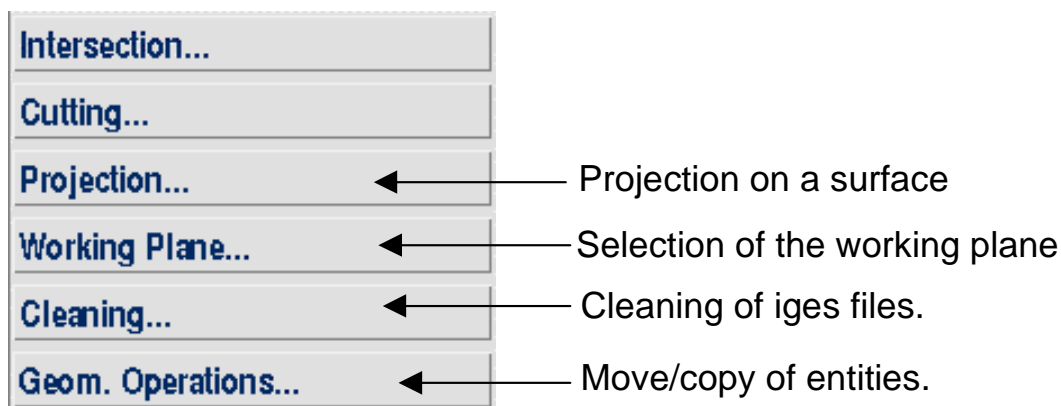 Intersection...
Cutting...
Projection... Projection on a surface
Working Plane... Selection of the working plane
Cleaning... Cleaning of iges files.
Geom. Operations... Move/copy of entities.